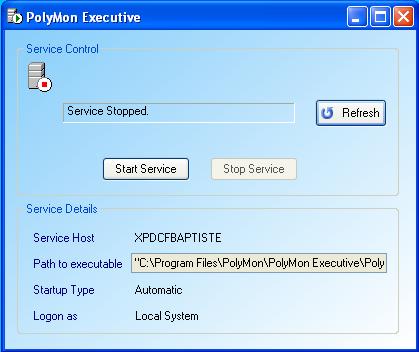 PolyMon Executive
Service Control
Service Stopped.
Refresh
Start Service
Stop Service
Service Details
Service Host XPDCFBAPTISTE
Path to executable "C:\Program Files\PolyMon\PolyMon Executive\Poly
Startup Type Automatic
Logon as Local System